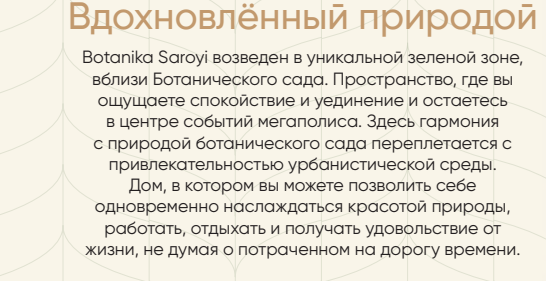 Вдохновлённый природой
Botanika Saroyi возведен в уникальной зеленой зоне,
вблизи Ботанического сада. Пространство, где вы
ощущаете спокойствие и уединение и остаетесь
в центре событий мегаполиса. Здесь гармония
с природой ботанического сада переплетается с
привлекательностью урбанистической среды.
Дом, в котором вы можете позволить себе
одновременно наслаждаться красотой природы,
работать, отдыхать и получать удовольствие от
жизни, не думая о потраченном на дорогу времени.